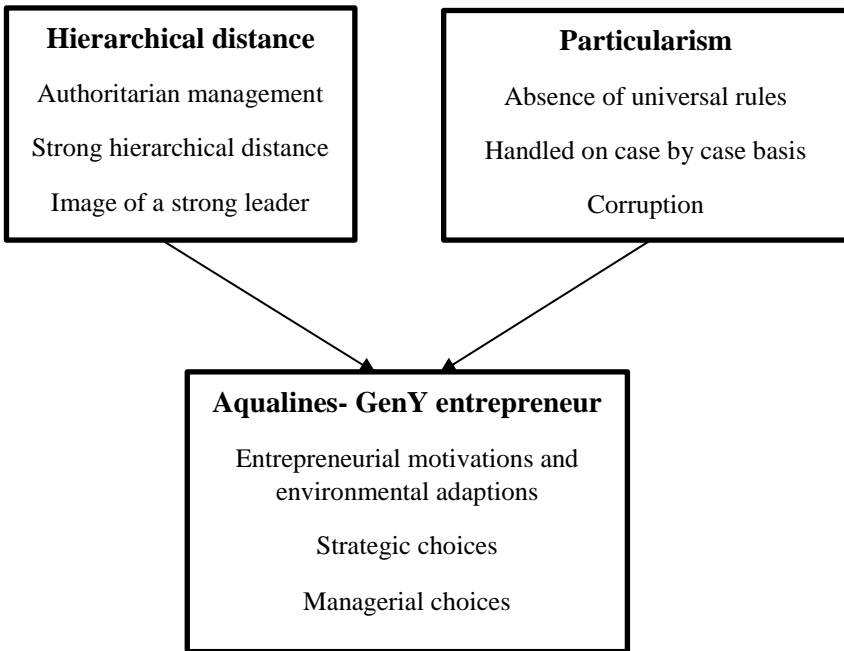 Hierarchical distance
Authoritarian management
Strong hierarchical distance
Image of a strong leader
Particularism
Absence of universal rules
Handled on case by case basis
Corruption
Aqualines- GenY entrepreneur
Entrepreneurial motivations and
environmental adaptions
Strategic choices
Managerial choices